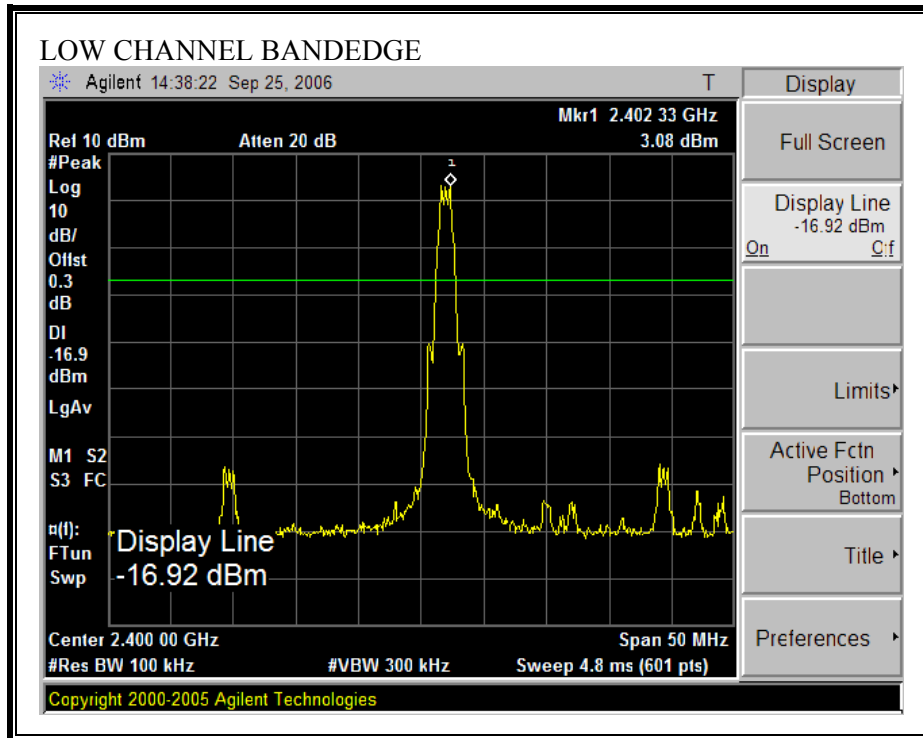 LOW CHANNEL BANDEDGE
Agilent 14:38:22 Sep 25, 2006 T
Display
Mkr1 2.402 33 GHz
Ref 10 dBm Atten 20 dB 3.08 dBm
#Peak
Log
10
dB/
Offst
0.3
dB
DI
-16.9
dBm
LgAv
M1 S2
S3 FC
¤(f):
FTun
Swp
1
Display Line
-16.92 dBm
Center 2.400 00 GHz Span 50 MHz
#Res BW 100 kHz #VBW 300 kHz Sweep 4.8 ms (601 pts)
Copyright 2000-2005 Agilent Technologies
Full Screen
Display Line
-16.92 dBm
On Off
Limits
Active Fctn
Position
Bottom
Title
Preferences